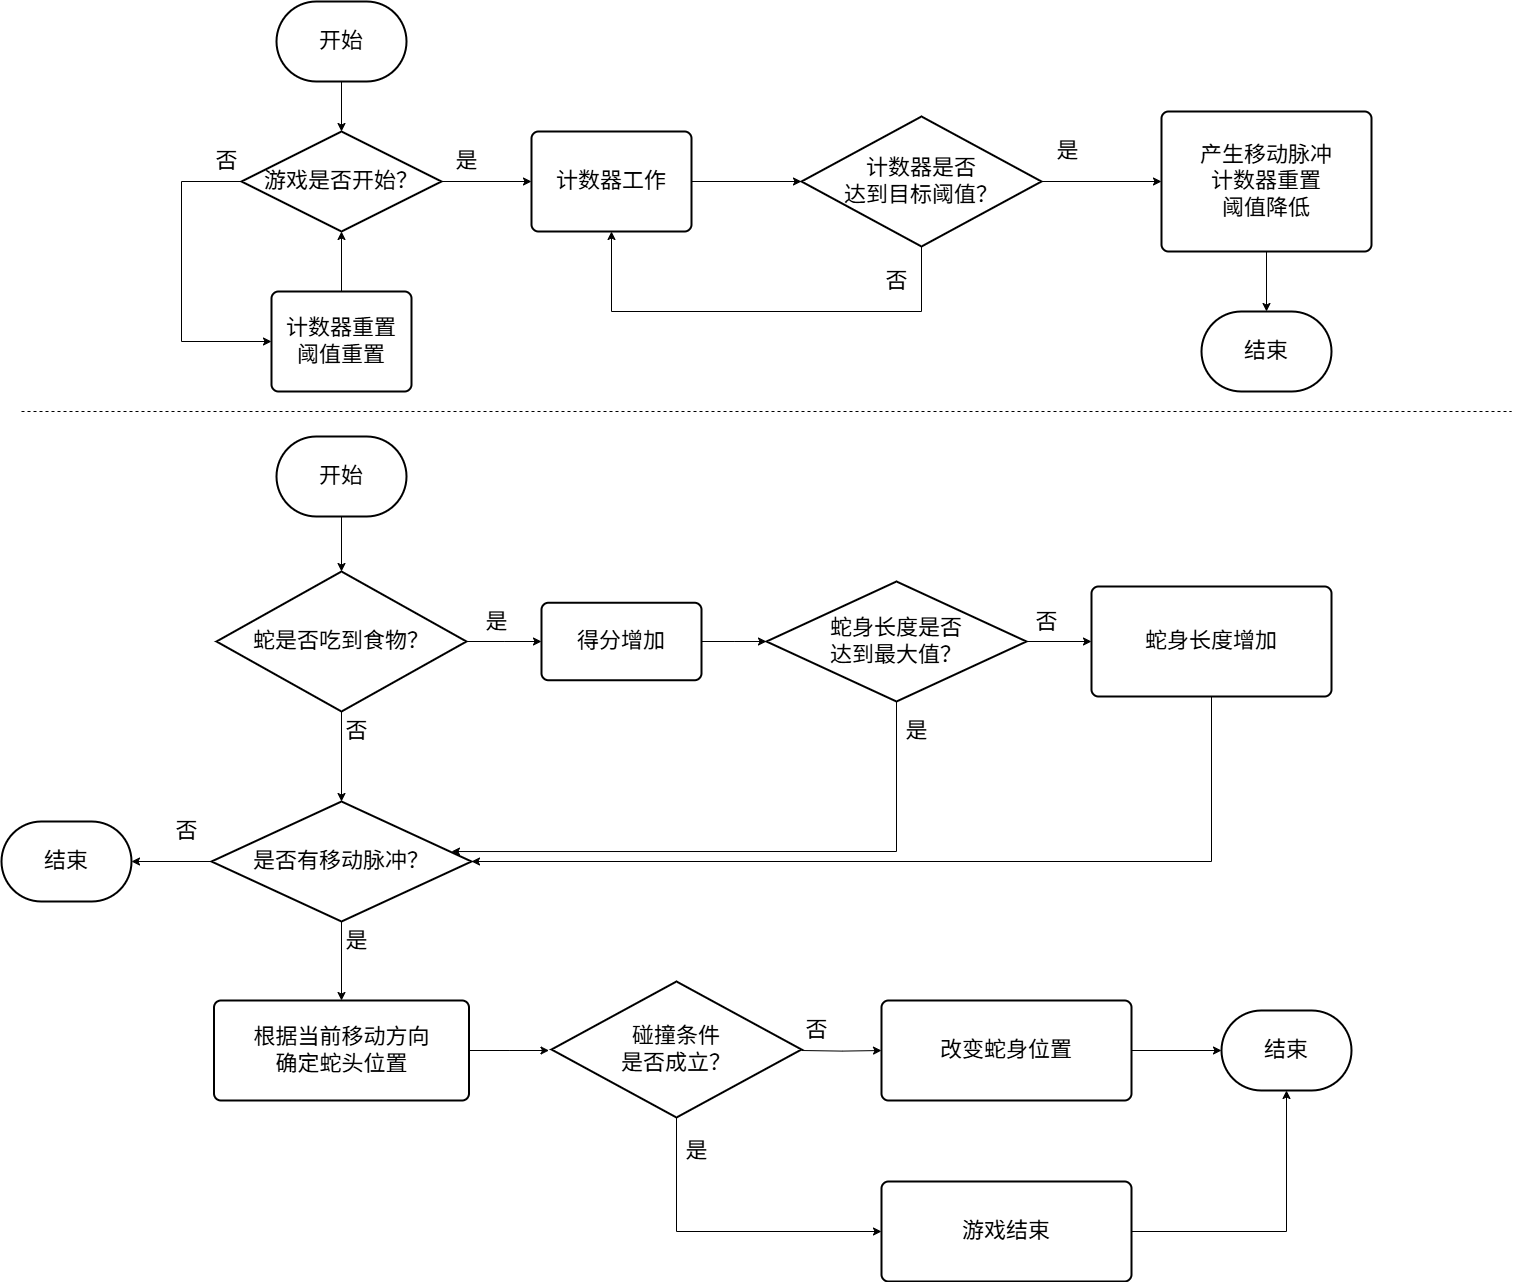 开始
否
游戏是否开始？
是
计数器工作
计数器是否
达到目标阈值？
是
产生移动脉冲
计数器重置
阈值降低
否
计数器重置
阈值重置
结束
开始
蛇是否吃到食物？
是
得分增加
蛇身长度是否
达到最大值？
否
蛇身长度增加
否
是
结束
否
是否有移动脉冲？
是
根据当前移动方向
确定蛇头位置
碰撞条件
是否成立？
否
改变蛇身位置
结束
是
游戏结束